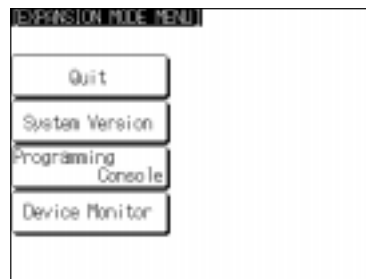 [EXPANSION MODE MENU]
Quit
System Version
Programming
Console
Device Monitor